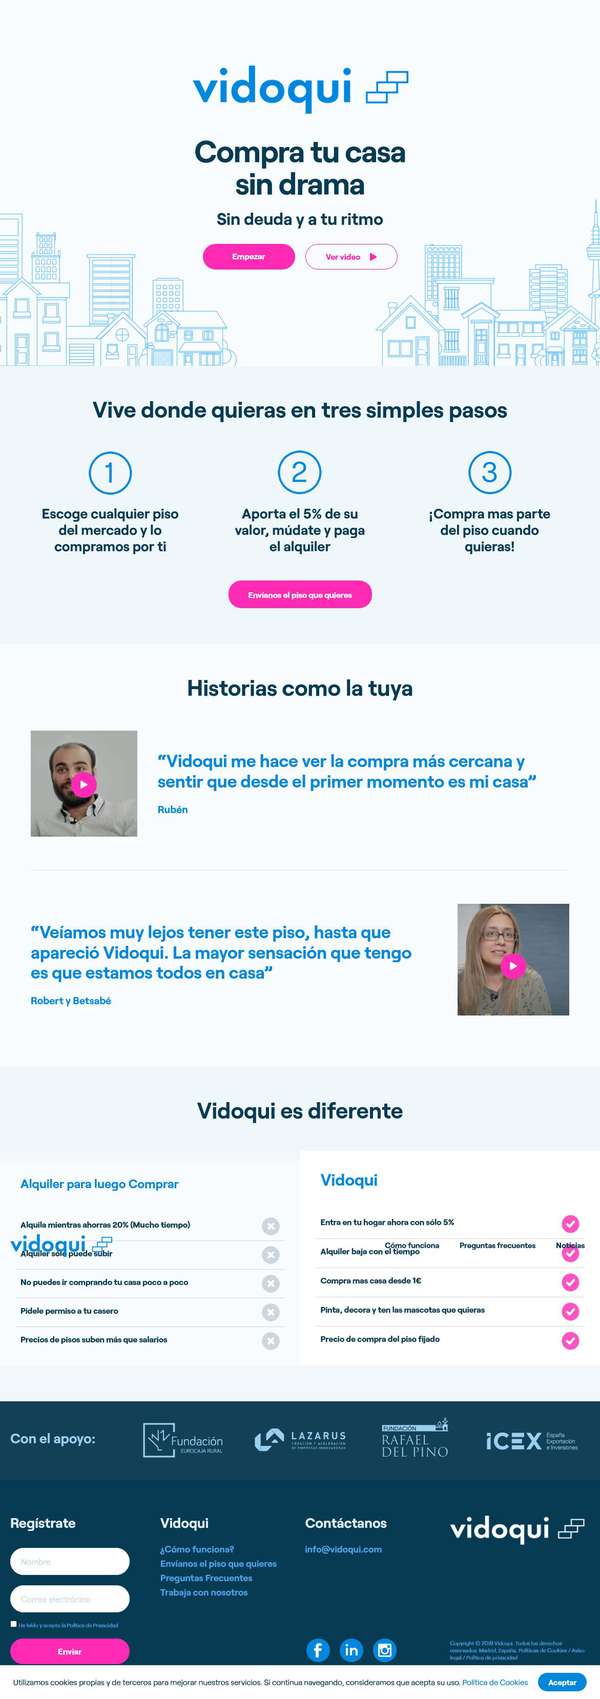 vidoqui
Compra tu casa
sin drama
Sin deuda y a tu ritmo
Empezar
Ver video
Vive donde quieras en tres simples pasos
1
2
3
Escoge cualquier piso
del mercado y lo
compramos por ti
Aporta el 5% de su
valor, múdate y paga
el alquiler
¡Compra mas parte
del piso cuando
quieras!
Envíanos el piso que quieres
Historias como la tuya
“Vidoqui me hace ver la compra más cercana y
sentir que desde el primer momento es mi casa”
Rubén
“Veíamos muy lejos tener este piso, hasta que
apareció Vidoqui. La mayor sensación que tengo
es que estamos todos en casa”
Robert y Betsabé
Vidoqui es diferente
Alquiler para luego Comprar
Alquila mientras ahorras 20% (Mucho tiempo)
Alquiler sólo puede subir
No puedes ir comprando tu casa poco a poco
Pídele permiso a tu casero
Precios de pisos suben más que salarios
Vidoqui
Entra en tu hogar ahora con sólo 5%
Alquiler baja con el tiempo
Compra mas casa desde 1€
Pinta, decora y ten las mascotas que quieras
Precio de compra del piso fijado
vidoqui
Cómo funciona
Preguntas frecuentes
Noticias
Con el apoyo:
Fundación
EUROCAJA RURAL
LAZARUS
CREACIÓN Y ACELERACIÓN
DE EMPRESAS INNOVADORAS
FUNDACIÓN
RAFAEL
DEL PINO
iCEX
España
Exportación
e Inversiones
Regístrate
Nombre
Correo electrónico
He leído y acepto la Política de Privacidad
Enviar
Vidoqui
¿Cómo funciona?
Envíanos el piso que quieres
Preguntas Frecuentes
Trabaja con nosotros
Contáctanos
info@vidoqui.com
f
in
vidoqui
Copyright © 2019 Vidoqui. Todos los derechos
reservados. Madrid, España. Políticas de Cookies / Aviso
legal / Política de privacidad
Utilizamos cookies propias y de terceros para mejorar nuestros servicios. Si continua navegando, consideramos que acepta su uso. Política de Cookies
Aceptar